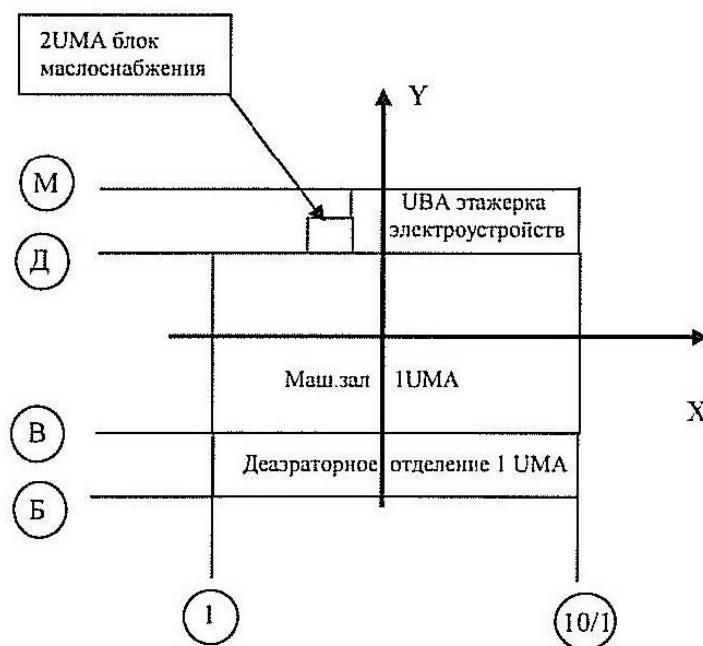 2UMA блок
маслоснабжения
Y
М
UBA этажерка
электроустройств
Д
Маш.зал 1UMA
X
В
Деаэраторное отделение 1 UMA
Б
1
10/1